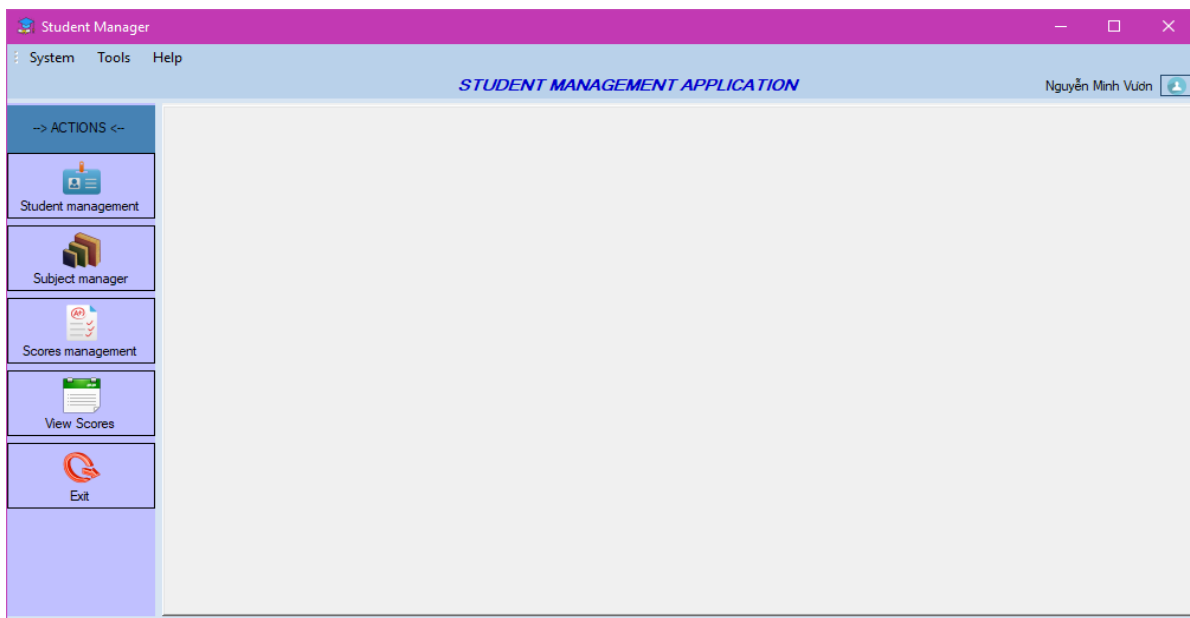 Student Manager
System Tools Help
STUDENT MANAGEMENT APPLICATION
Nguyễn Minh Vươn
--> ACTIONS <--
Student management
Subject manager
A+
Scores management
View Scores
Exit